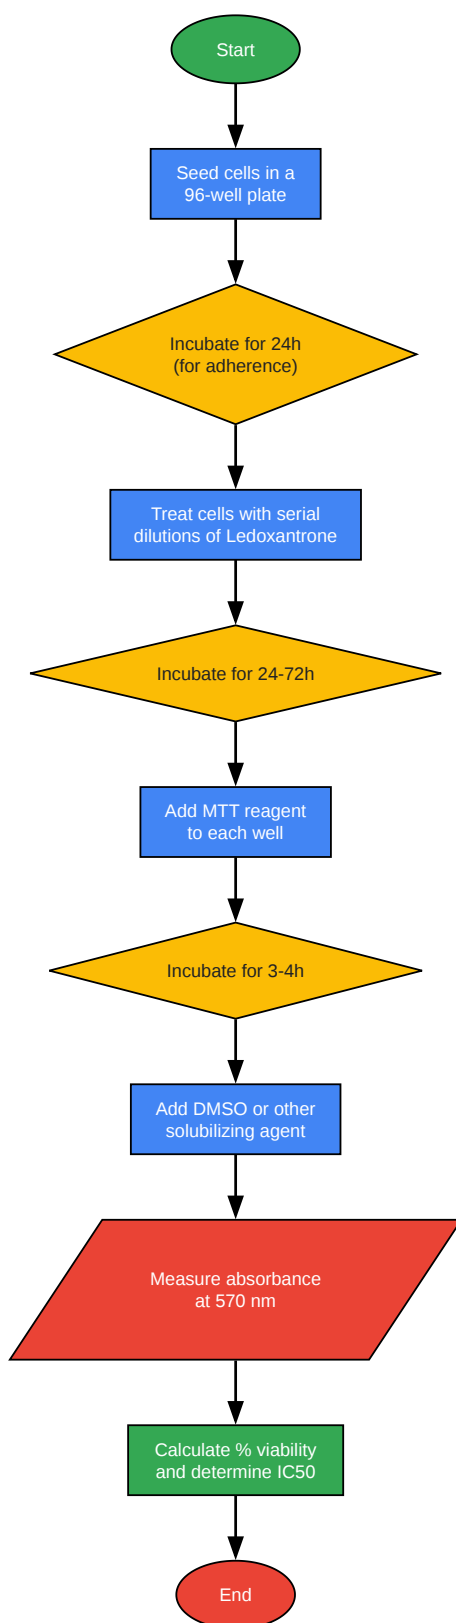 Start
Seed cells in a
96-well plate
Incubate for 24h
(for adherence)
Treat cells with serial
dilutions of Ledoxantrone
Incubate for 24-72h
Add MTT reagent
to each well
Incubate for 3-4h
Add DMSO or other
solubilizing agent
Measure absorbance
at 570 nm
Calculate % viability
and determine IC50
End